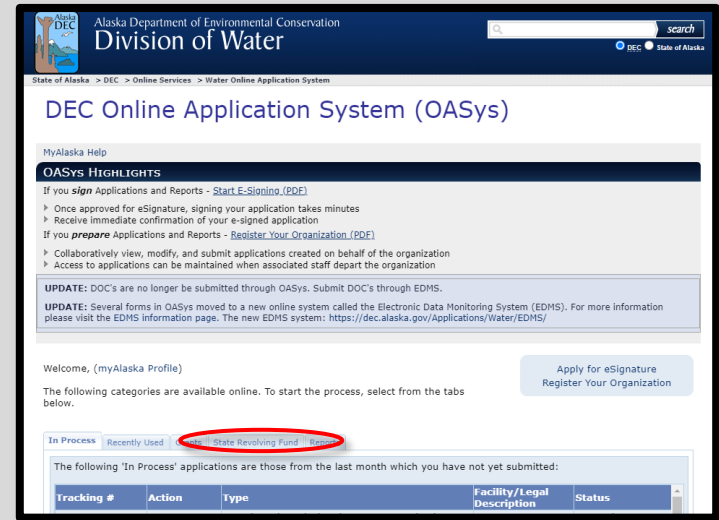 Alaska
DEC
Alaska Department of Environmental Conservation
Division of Water
search
DEC State of Alaska
State of Alaska > DEC > Online Services > Water Online Application System
DEC Online Application System (OASys)
MyAlaska Help
OASYS HIGHLIGHTS
If you sign Applications and Reports - Start E-Signing (PDF)
Once approved for eSignature, signing your application takes minutes
Receive immediate confirmation of your e-signed application
If you prepare Applications and Reports - Register Your Organization (PDF)
Collaboratively view, modify, and submit applications created on behalf of the organization
Access to applications can be maintained when associated staff depart the organization
UPDATE: DOC's are no longer be submitted through OASys. Submit DOC's through EDMS.
UPDATE: Several forms in OASys moved to a new online system called the Electronic Data Monitoring System (EDMS). For more information
please visit the EDMS information page. The new EDMS system: https://dec.alaska.gov/Applications/Water/EDMS/
Welcome, (myAlaska Profile)
Apply for eSignature
Register Your Organization
The following categories are available online. To start the process, select from the tabs
below.
In Process Recently Used Grants State Revolving Fund Reports
The following 'In Process' applications are those from the last month which you have not yet submitted:
Tracking # Action Type Facility/Legal Description Status